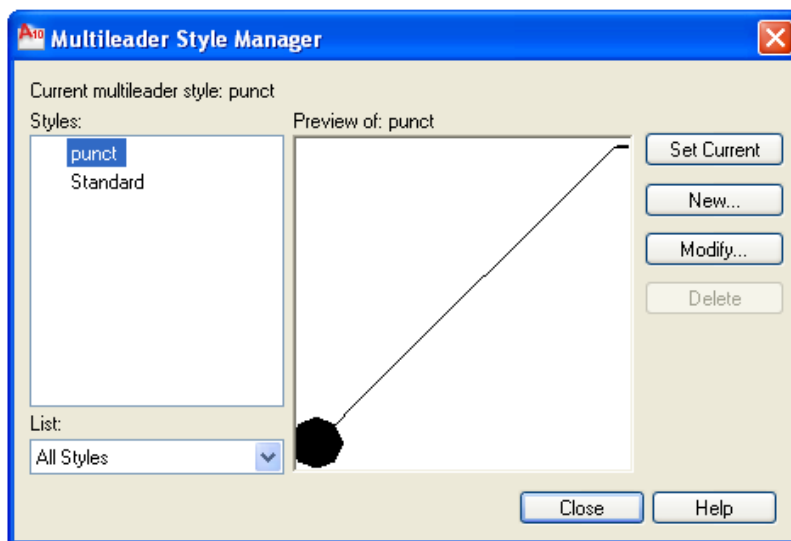 A10 Multileader Style Manager
Current multileader style: punct
Styles:
punct
Standard
List:
All Styles
Preview of: punct
Set Current
New...
Modify...
Delete
Close
Help